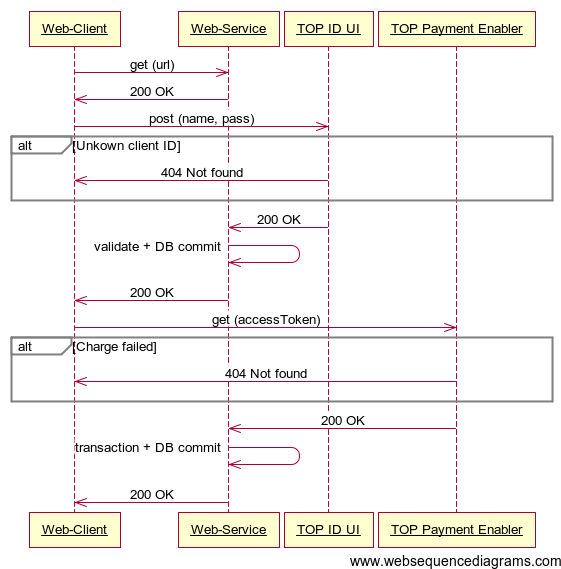 Web-Client Web-Service TOP ID UI TOP Payment Enabler
get (url)
200 OK
post (name, pass)
alt [Unkown client ID]
404 Not found
200 OK
validate + DB commit
200 OK
get (accessToken)
alt [Charge failed]
404 Not found
200 OK
transaction + DB commit
200 OK
Web-Client Web-Service TOP ID UI TOP Payment Enabler
www.websequencediagrams.com